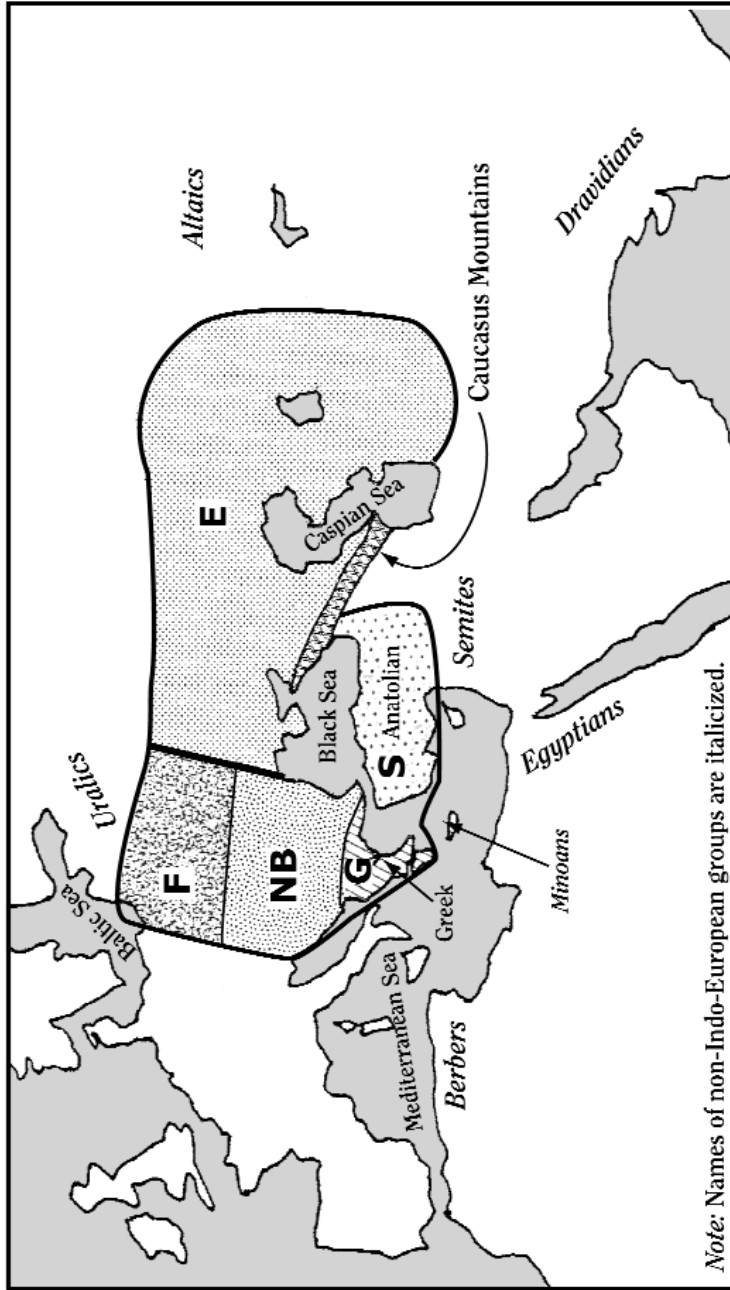 Altaics
Uralics
Baltic Sea
F
E
NB
Caspian Sea
Black Sea
G
S
Anatolian
Greek
Mediterranean Sea
Caucasus Mountains
Minoans
Semites
Berbers
Egyptians
Dravidians
Note: Names of non-Indo-European groups are italicized.